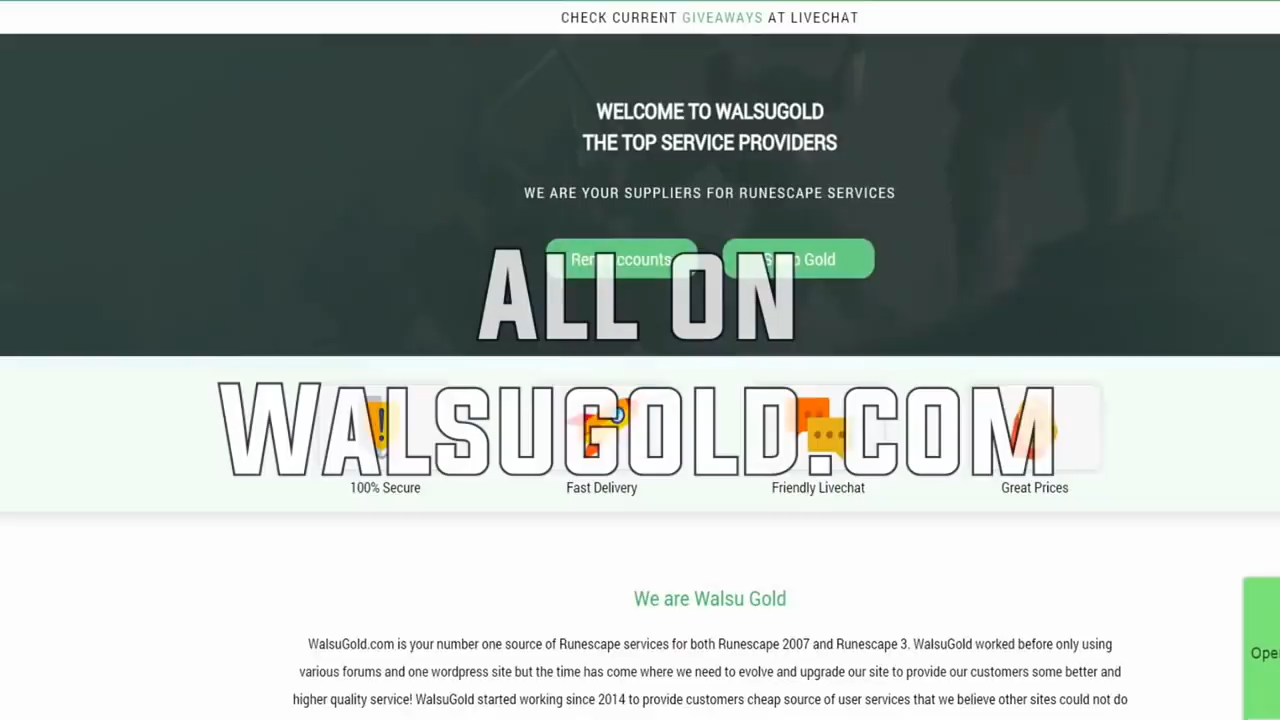 CHECK CURRENT GIVEAWAYS AT LIVECHAT
WELCOME TO WALSUGOLD
THE TOP SERVICE PROVIDERS
WE ARE YOUR SUPPLIERS FOR RUNESCAPE SERVICES
Gold
ALL ON
WALSUGOLD.COM
100% Secure
Fast Delivery
Friendly Livechat
Great Prices
We are Walsu Gold
WalsuGold.com is your number one source of Runescape services for both Runescape 2007 and Runescape 3. WalsuGold worked before only using
various forums and one wordpress site but the time has come where we need to evolve and upgrade our site to provide our customers some better and
higher quality service! WalsuGold started working since 2014 to provide customers cheap source of user services that we believe other sites could not do